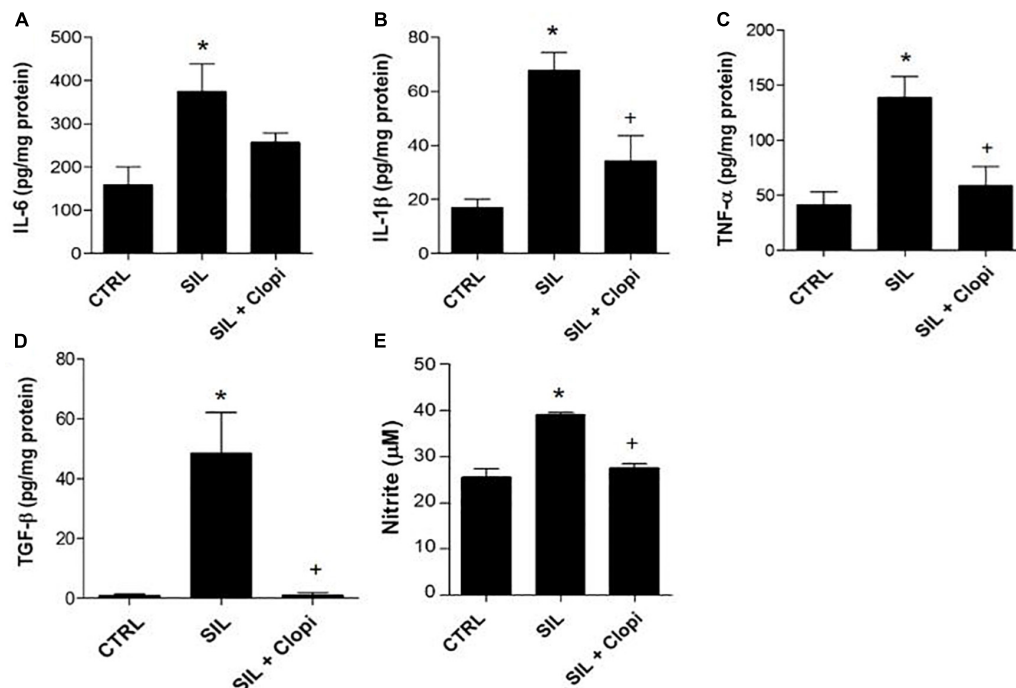 A
IL-6 (pg/mg protein)
500
400
300
200
100
0
*
CTRL
SIL
SIL + Clopi
B
IL-1β (pg/mg protein)
80
60
40
20
0
*
+
CTRL
SIL
SIL + Clopi
C
TNF-α (pg/mg protein)
200
150
100
50
0
*
+
CTRL
SIL
SIL + Clopi
D
TGF-β (pg/mg protein)
80
60
40
20
0
*
+
CTRL
SIL
SIL + Clopi
E
Nitrite (µM)
50
40
30
20
10
0
*
+
CTRL
SIL
SIL + Clopi